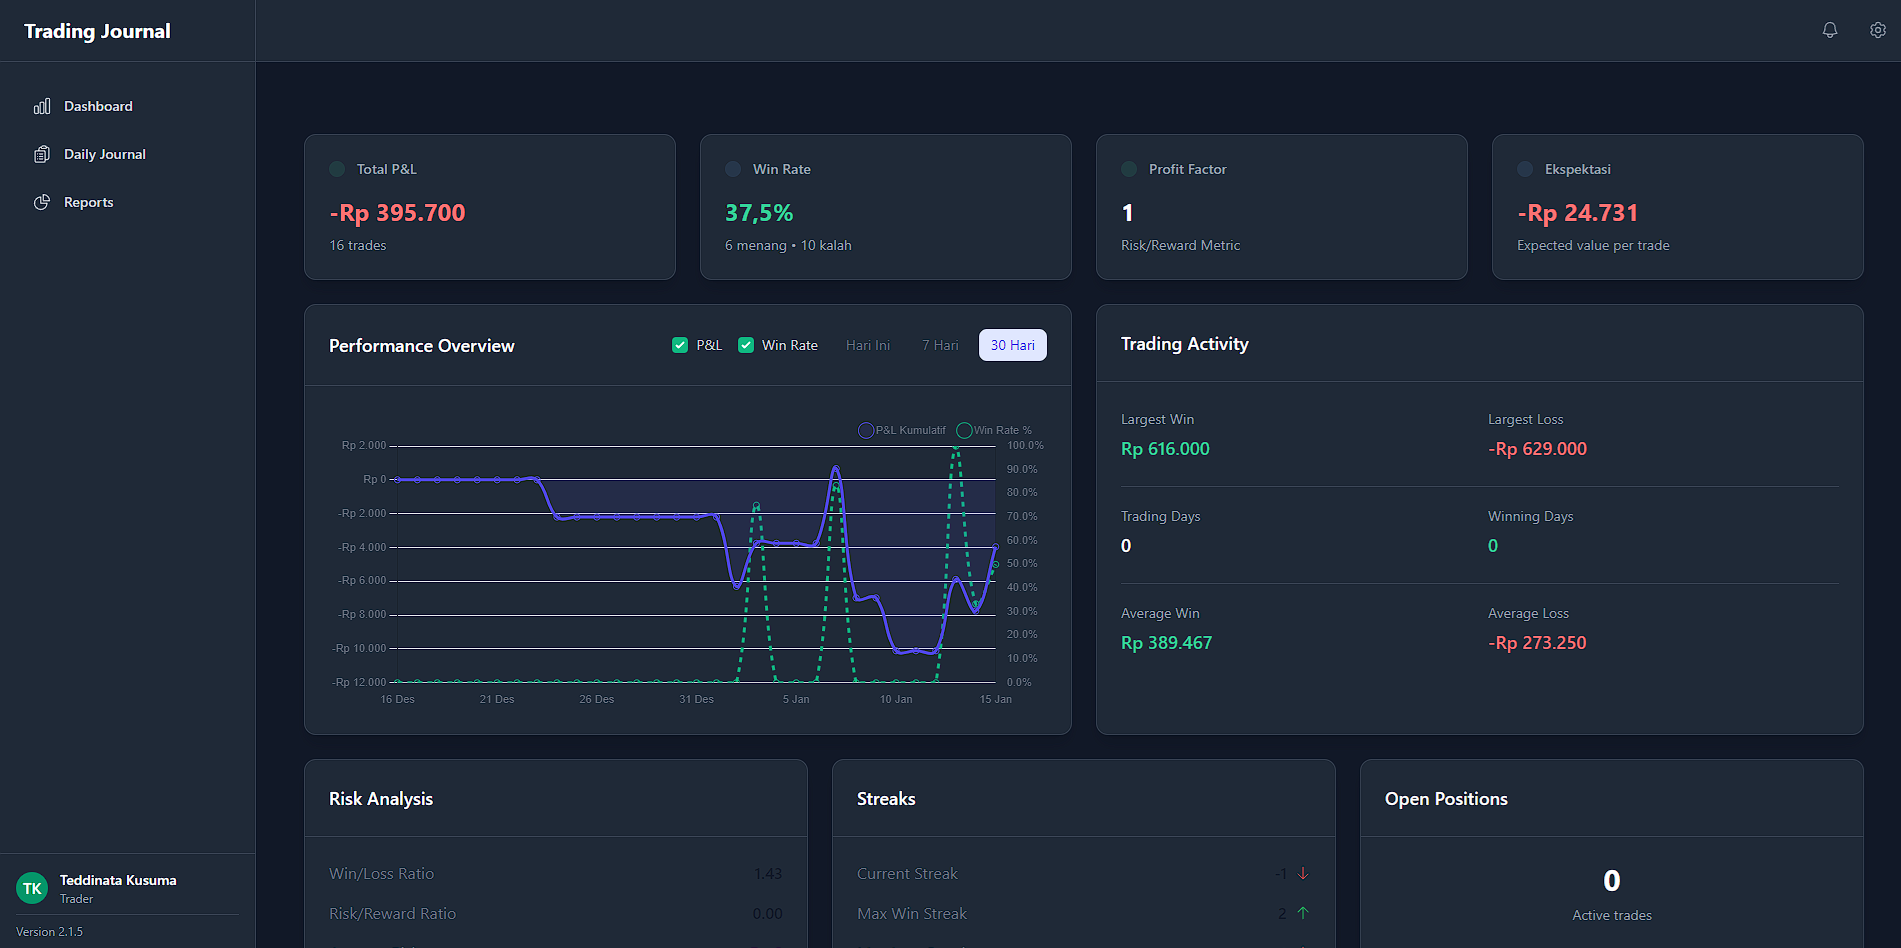 Trading Journal
Dashboard
Daily Journal
Reports
Total P&L
-Rp 395.700
16 trades
Win Rate
37,5%
6 menang • 10 kalah
Profit Factor
1
Risk/Reward Metric
Ekspektasi
-Rp 24.731
Expected value per trade
Performance Overview
P&L
Win Rate
Hari Ini
7 Hari
30 Hari
P&L Kumulatif
Win Rate %
Rp 2.000
Rp 0
-Rp 2.000
-Rp 4.000
-Rp 6.000
-Rp 8.000
-Rp 10.000
-Rp 12.000
100.0%
90.0%
80.0%
70.0%
60.0%
50.0%
40.0%
30.0%
20.0%
10.0%
0.0%
16 Des
21 Des
26 Des
31 Des
5 Jan
10 Jan
15 Jan
Trading Activity
Largest Win
Rp 616.000
Largest Loss
-Rp 629.000
Trading Days
0
Winning Days
0
Average Win
Rp 389.467
Average Loss
-Rp 273.250
Risk Analysis
Win/Loss Ratio 1.43
Risk/Reward Ratio 0.00
Streaks
Current Streak -1
Max Win Streak 2
Open Positions
0
Active trades
TK
Teddinata Kusuma
Trader
Version 2.1.5